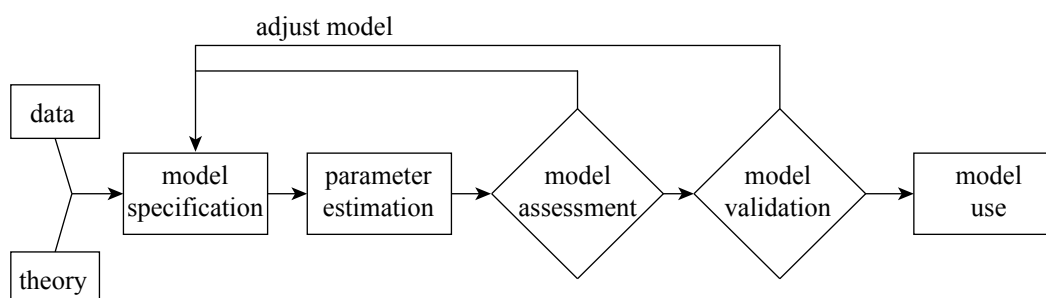 adjust model
data
model
specification
parameter
estimation
model
assessment
model
validation
model
use
theory